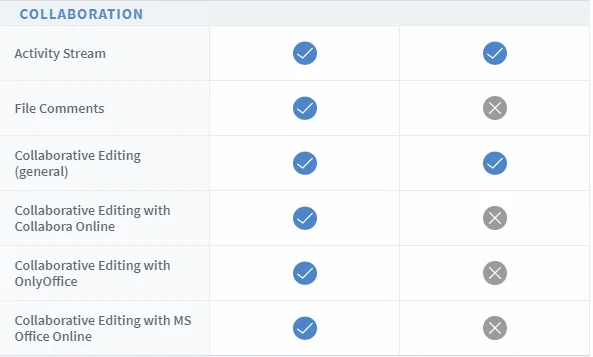 COLLABORATION
Activity Stream
File Comments
Collaborative Editing
(general)
Collaborative Editing with
Collabora Online
Collaborative Editing with
OnlyOffice
Collaborative Editing with MS
Office Online